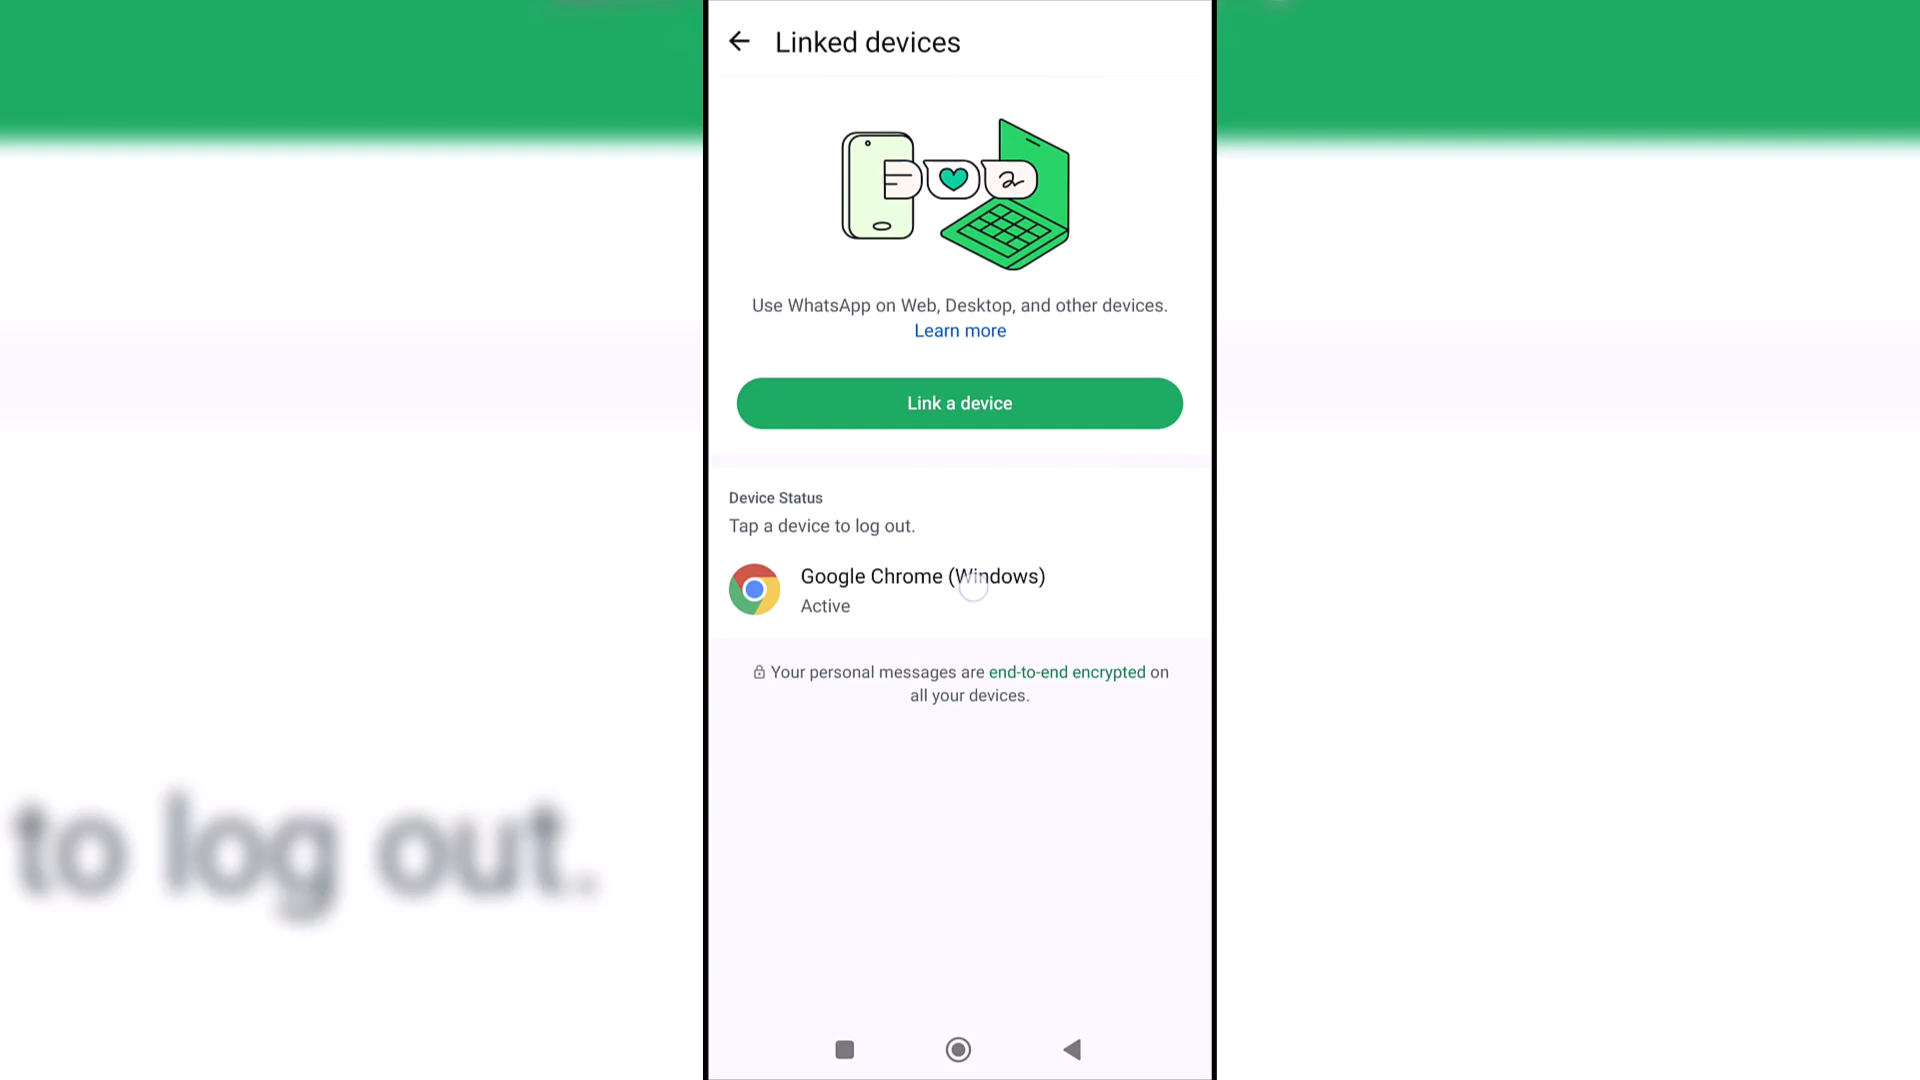 Linked devices
Use WhatsApp on Web, Desktop, and other devices.
Learn more
Link a device
Device Status
Tap a device to log out.
Google Chrome (Windows)
Active
Your personal messages are end-to-end encrypted on
all your devices.
to log out.